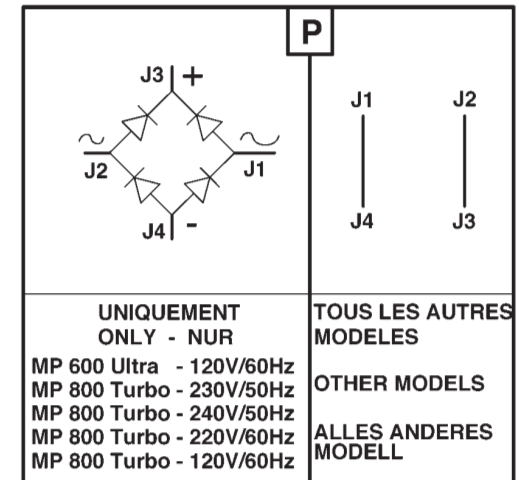 P
J3 +
J2
J1
J4 -
J1 J2
J4 J3
UNIQUEMENT
ONLY - NUR
MP 600 Ultra - 120V/60Hz
MP 800 Turbo - 230V/50Hz
MP 800 Turbo - 240V/50Hz
MP 800 Turbo - 220V/60Hz
MP 800 Turbo - 120V/60Hz
TOUS LES AUTRES
MODELES
OTHER MODELS
ALLES ANDERES
MODELL